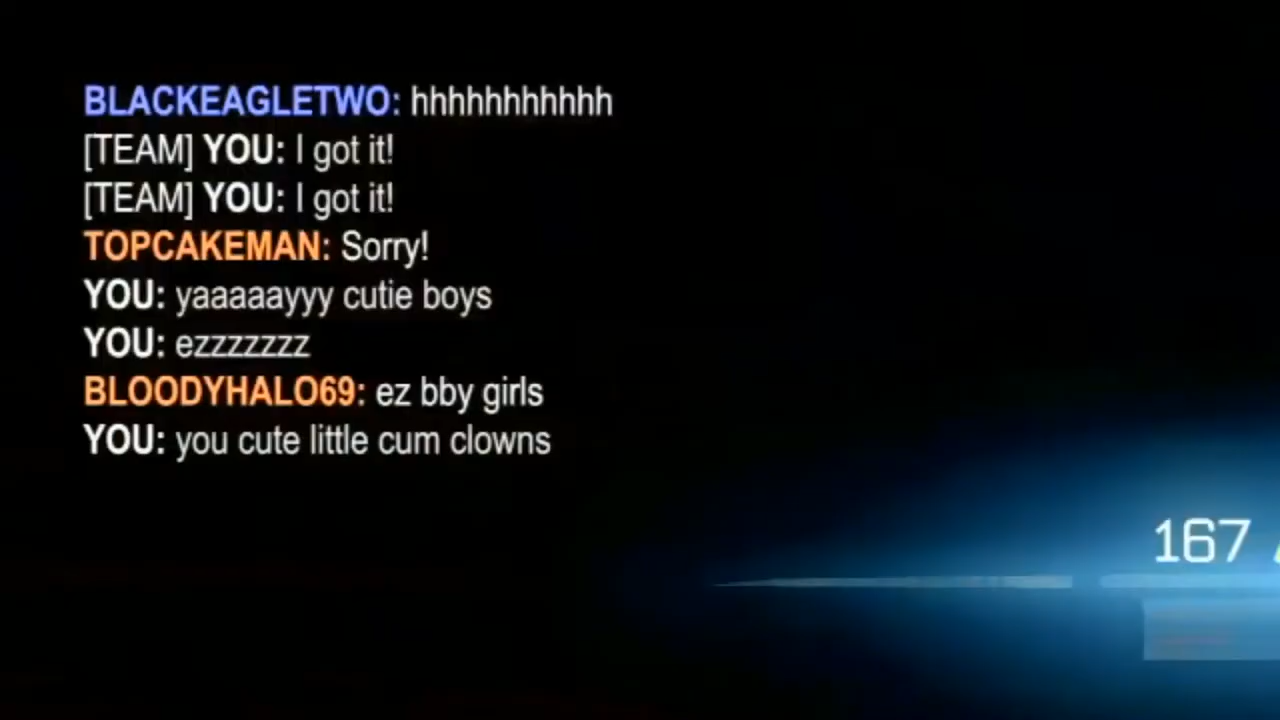 BLACKEAGLETWO: hhhhhhhhhhh
[TEAM] YOU: I got it!
[TEAM] YOU: I got it!
TOPCAKEMAN: Sorry!
YOU: yaaaaayyy cutie boys
YOU: ezzzzzzz
BLOODYHALO69: ez bby girls
YOU: you cute little cum clowns
167